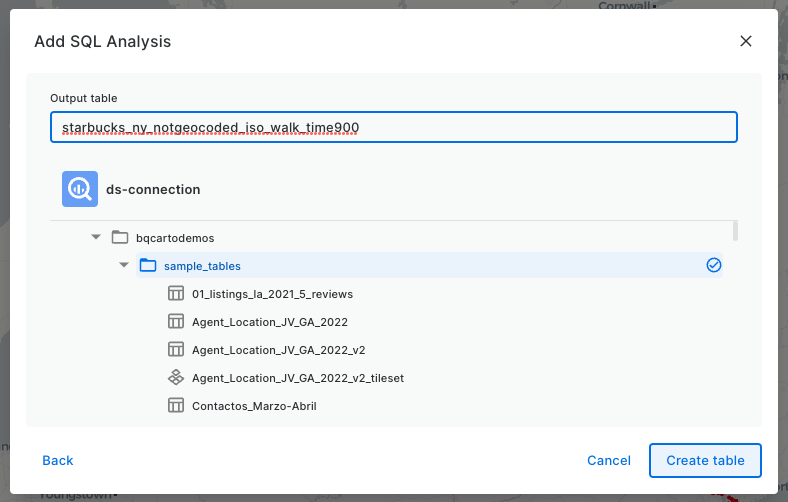 Cornwall
Add SQL Analysis
Output table
starbucks_ny_notgeocoded_iso_walk_time900
ds-connection
bqcartodemos
sample_tables
01_listings_la_2021_5_reviews
Agent_Location_JV_GA_2022
Agent_Location_JV_GA_2022_v2
Agent_Location_JV_GA_2022_v2_tileset
Contactos_Marzo-Abril
Back
Cancel
Create table
Youngstown